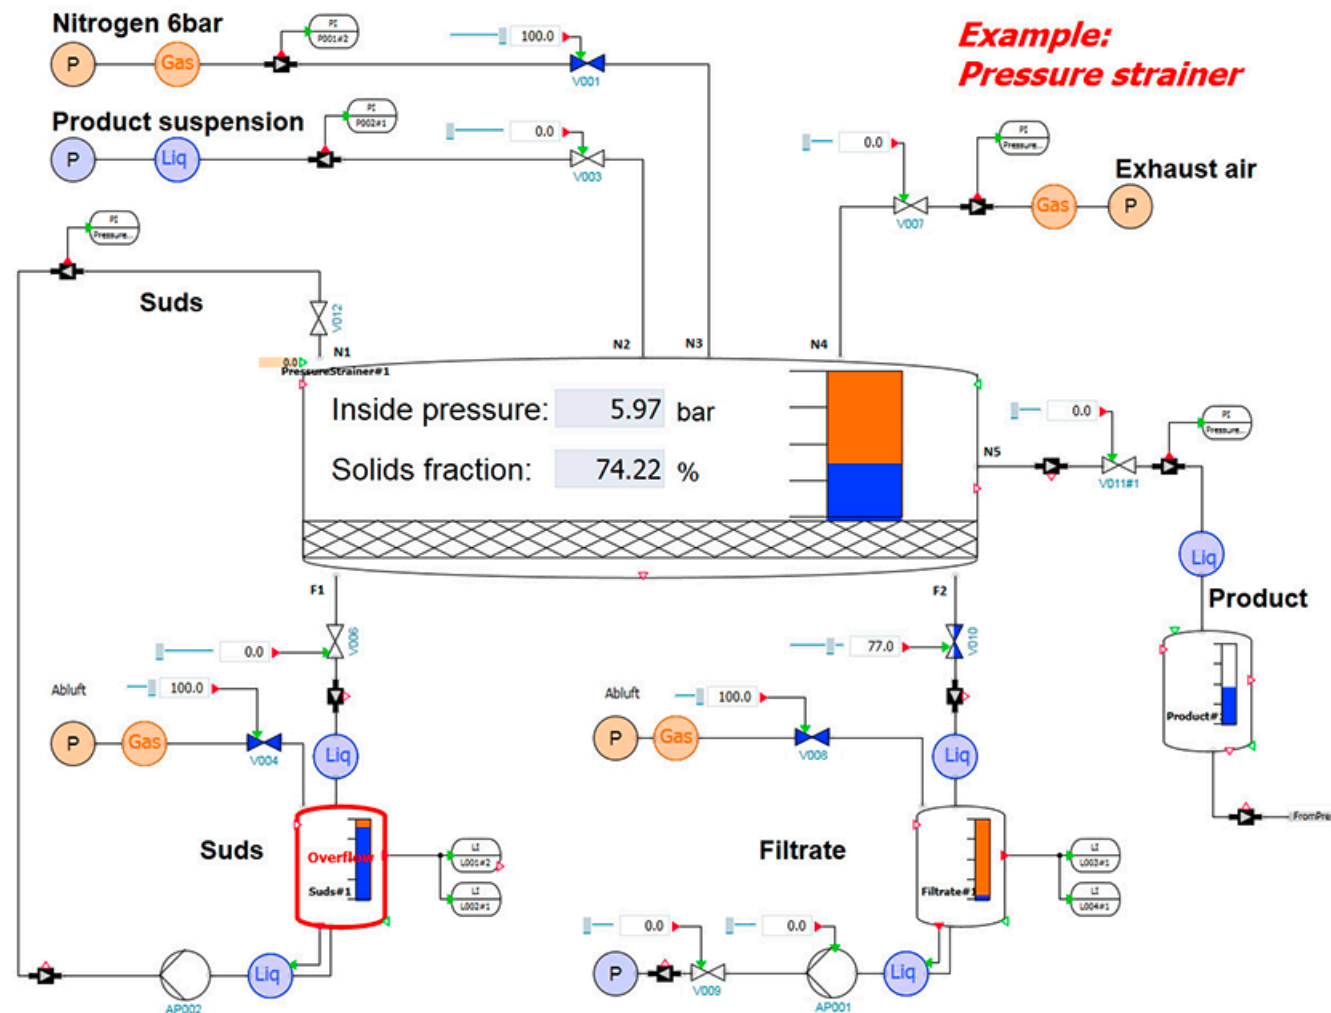 Nitrogen 6bar
PI
P001#2
100.0
V001
P
Gas
Example:
Pressure strainer
Product suspension
PI
P002#1
0.0
V003
P
Liq
PI
Pressure...
0.0
V007
Exhaust air
Gas
P
PI
Pressure...
Suds
V012
0.0
N1
N2
N3
N4
PressureStrainer#1
Inside pressure:
5.97
bar
Solids fraction:
74.22
%
N5
0.0
V011#1
PI
Pressure...
Liq
Product
Product#
F1
F2
V006
0.0
V010
77.0
Abluft
100.0
P
Gas
V004
Liq
Abluft
100.0
P
Gas
V008
Liq
FromPre
Suds
Overflow
Suds#1
LI
L001#2
LI
L002#1
Filtrate
Filtrate#1
LI
L003#1
LI
L004#1
AP002
Liq
0.0
0.0
P
V009
AP001
Liq